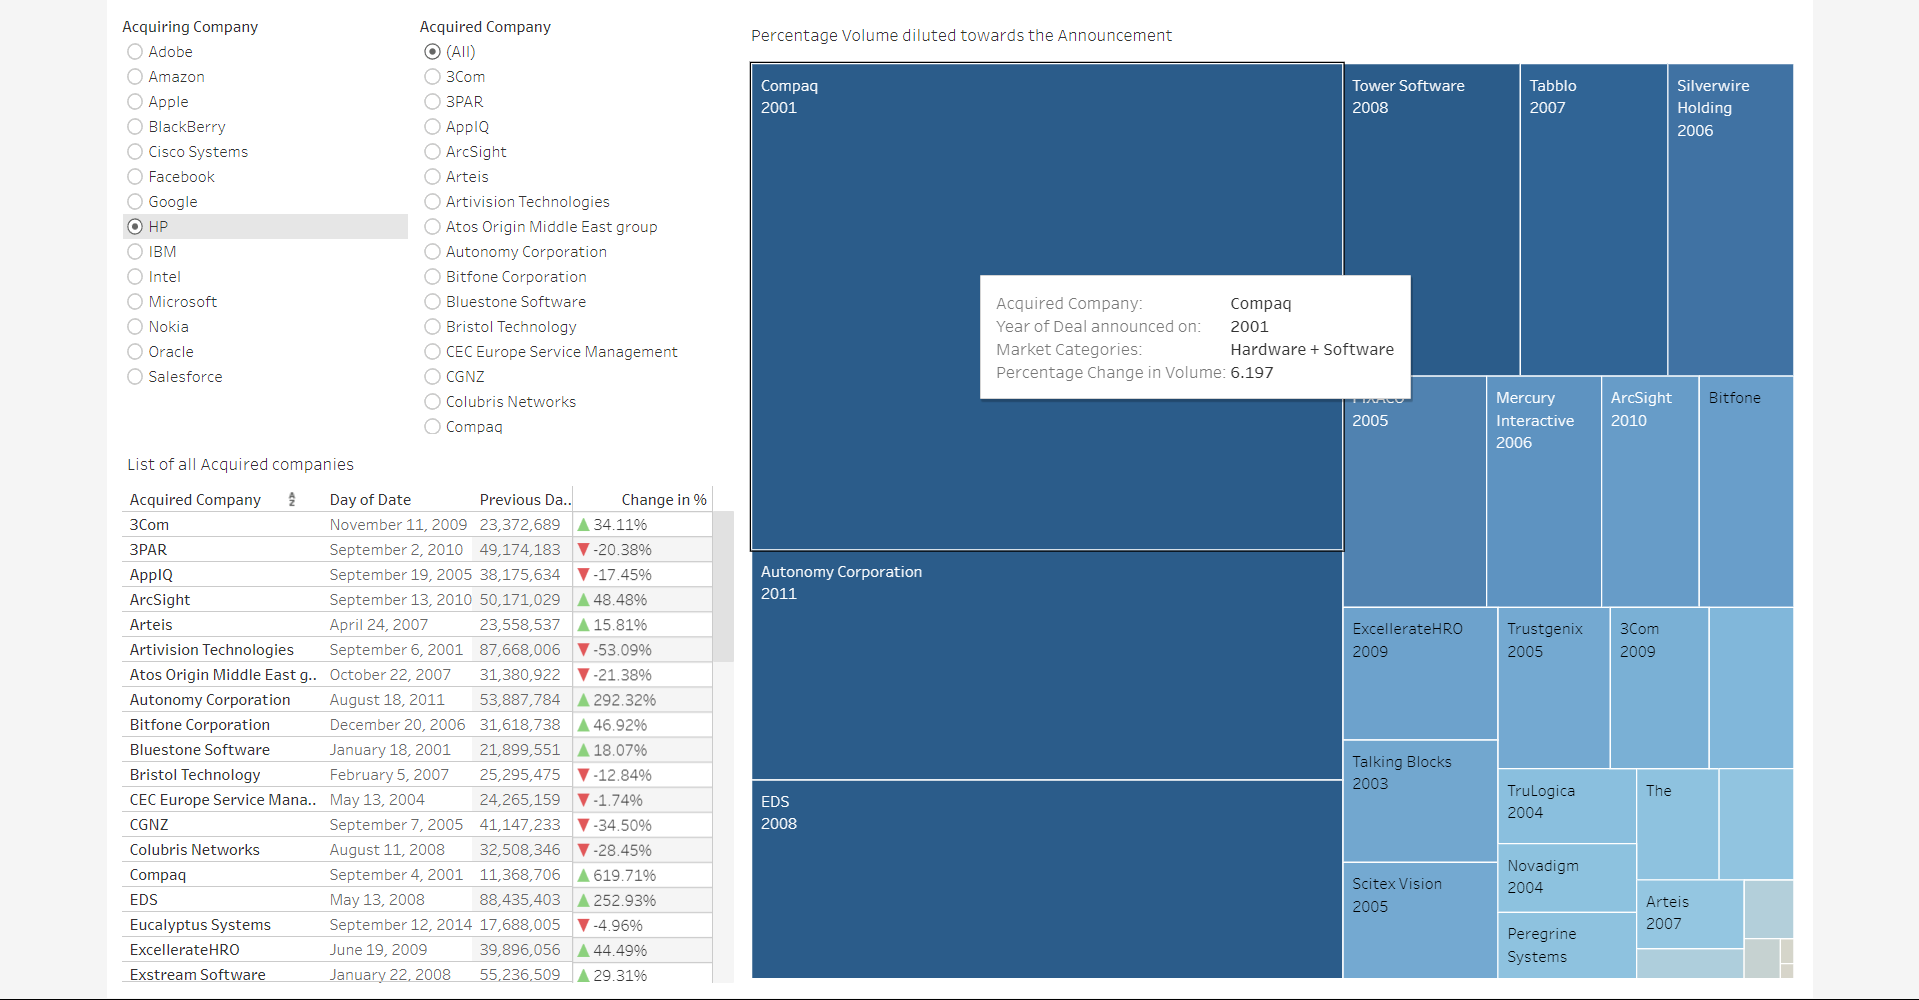 Acquiring Company
Adobe
Amazon
Apple
BlackBerry
Cisco Systems
Facebook
Google
HP
IBM
Intel
Microsoft
Nokia
Oracle
Salesforce
Acquired Company
(All)
3Com
3PAR
AppIQ
ArcSight
Arteis
Artivision Technologies
Atos Origin Middle East group
Autonomy Corporation
Bitfone Corporation
Bluestone Software
Bristol Technology
CEC Europe Service Management
CGNZ
Colubris Networks
Compaq
List of all Acquired companies
Acquired Company Day of Date Previous Da.. Change in %
3Com November 11, 2009 23,372,689 34.11%
3PAR September 2, 2010 49,174,183 -20.38%
AppIQ September 19, 2005 38,175,634 -17.45%
ArcSight September 13, 2010 50,171,029 48.48%
Arteis April 24, 2007 23,558,537 15.81%
Artivision Technologies September 6, 2001 87,668,006 -53.09%
Atos Origin Middle East g.. October 22, 2007 31,380,922 -21.38%
Autonomy Corporation August 18, 2011 53,887,784 292.32%
Bitfone Corporation December 20, 2006 31,618,738 46.92%
Bluestone Software January 18, 2001 21,899,551 18.07%
Bristol Technology February 5, 2007 25,295,475 -12.84%
CEC Europe Service Mana.. May 13, 2004 24,265,159 -1.74%
CGNZ September 7, 2005 41,147,233 -34.50%
Colubris Networks August 11, 2008 32,508,346 -28.45%
Compaq September 4, 2001 11,368,706 619.71%
EDS May 13, 2008 88,435,403 252.93%
Eucalyptus Systems September 12, 2014 17,688,005 -4.96%
ExcellerateHRO June 19, 2009 39,896,056 44.49%
Exstream Software January 22, 2008 55,236,509 29.31%
Percentage Volume diluted towards the Announcement
Compaq
2001
Autonomy Corporation
2011
EDS
2008
Tower Software
2008
Tabblo
2007
Silverwire
Holding
2006
Acquired Company: Compaq
Year of Deal announced on: 2001
Market Categories: Hardware + Software
Percentage Change in Volume: 6.197
2005
Mercury
Interactive
2006
ArcSight
2010
Bitfone
ExcellerateHRO
2009
Trustgenix
2005
3Com
2009
Talking Blocks
2003
Scitex Vision
2005
TruLogica
2004
The
Novadigm
2004
Peregrine
Systems
Arteis
2007